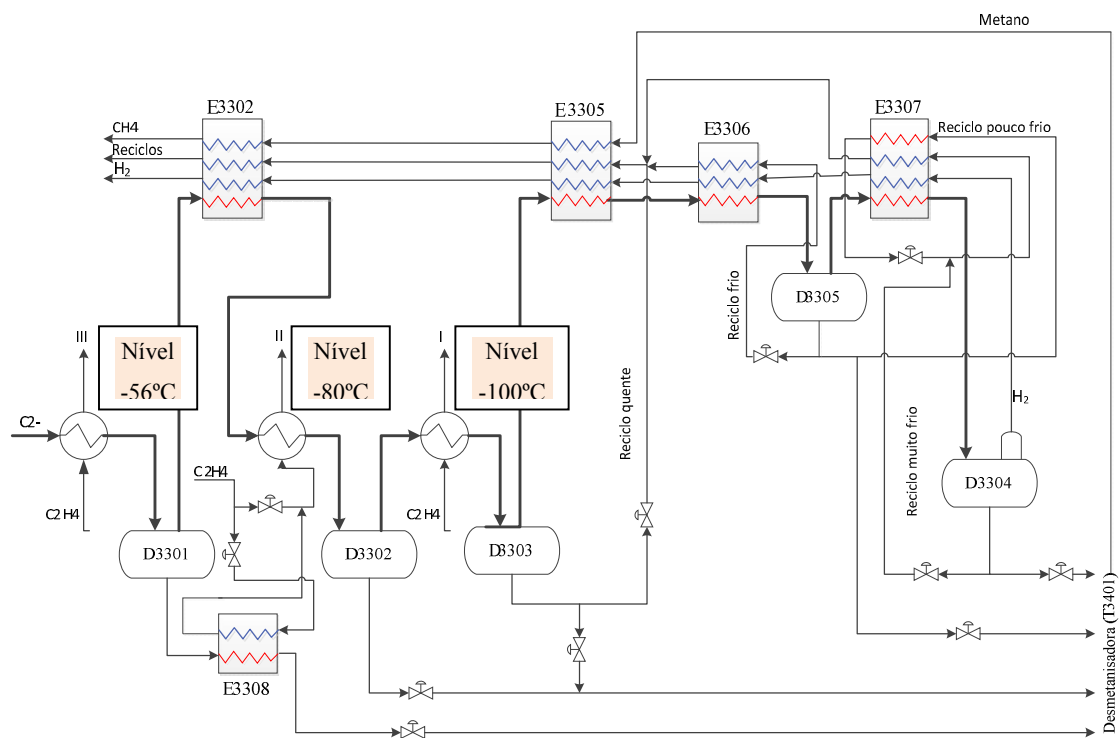 Metano
E3302
E3305
E3306
E3307
CH4
Reciclos
H2
Reciclo pouco frio
D3305
Reciclo frio
III
II
I
Nível
-56ºC
Nível
-80ºC
Nível
-100ºC
C2-
C2H4
C2H4
C2H4
Reciclo quente
Reciclo muito frio
H2
D3304
D3301
D3302
D3303
E3308
Desmetanisadora (T3401)